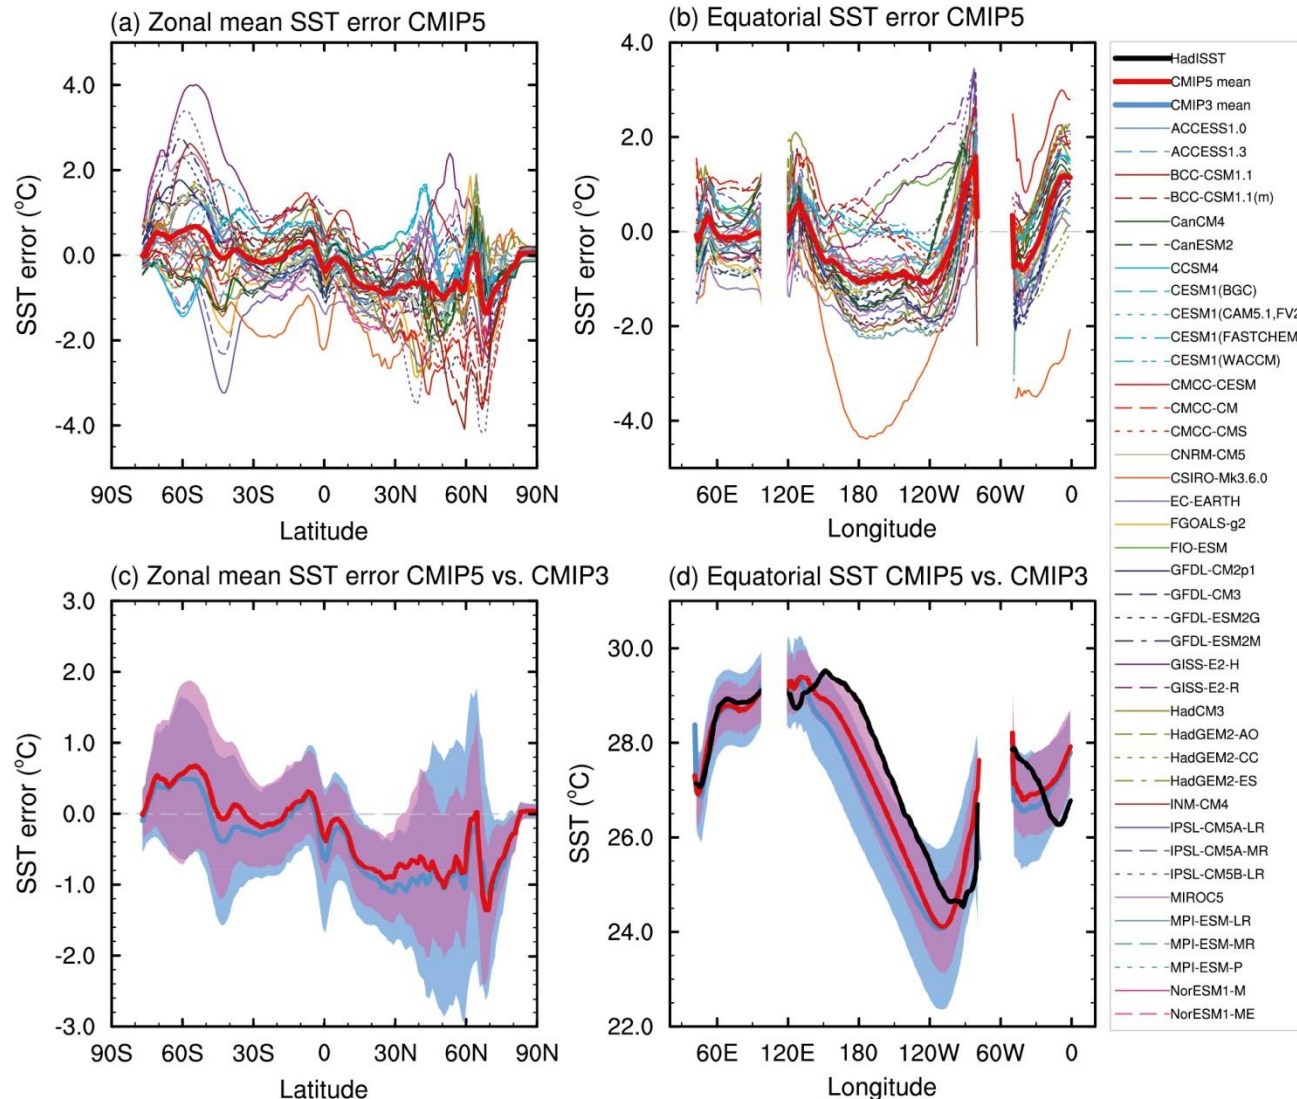 (a) Zonal mean SST error CMIP5
SST error (°C)
4.0
2.0
0.0
-2.0
-4.0
90S 60S 30S 0 30N 60N 90N
Latitude
(b) Equatorial SST error CMIP5
SST error (°C)
4.0
2.0
0.0
-2.0
-4.0
60E 120E 180 120W 60W 0
Longitude
(c) Zonal mean SST error CMIP5 vs. CMIP3
SST error (°C)
3.0
2.0
1.0
0.0
-1.0
-2.0
-3.0
90S 60S 30S 0 30N 60N 90N
Latitude
(d) Equatorial SST CMIP5 vs. CMIP3
SST (°C)
30.0
28.0
26.0
24.0
22.0
60E 120E 180 120W 60W 0
Longitude
HadISST
CMIP5 mean
CMIP3 mean
ACCESS1.0
ACCESS1.3
BCC-CSM1.1
BCC-CSM1.1(m)
CanCM4
CanESM2
CCSM4
CESM1(BGC)
CESM1(CAM5.1,FV2
CESM1(FASTCHEM
CESM1(WACCM)
CMCC-CESM
CMCC-CM
CMCC-CMS
CNRM-CM5
CSIRO-Mk3.6.0
EC-EARTH
FGOALS-g2
FIO-ESM
GFDL-CM2p1
GFDL-CM3
GFDL-ESM2G
GFDL-ESM2M
GISS-E2-H
GISS-E2-R
HadCM3
HadGEM2-AO
HadGEM2-CC
HadGEM2-ES
INM-CM4
IPSL-CM5A-LR
IPSL-CM5A-MR
IPSL-CM5B-LR
MIROC5
MPI-ESM-LR
MPI-ESM-MR
MPI-ESM-P
NorESM1-M
NorESM1-ME